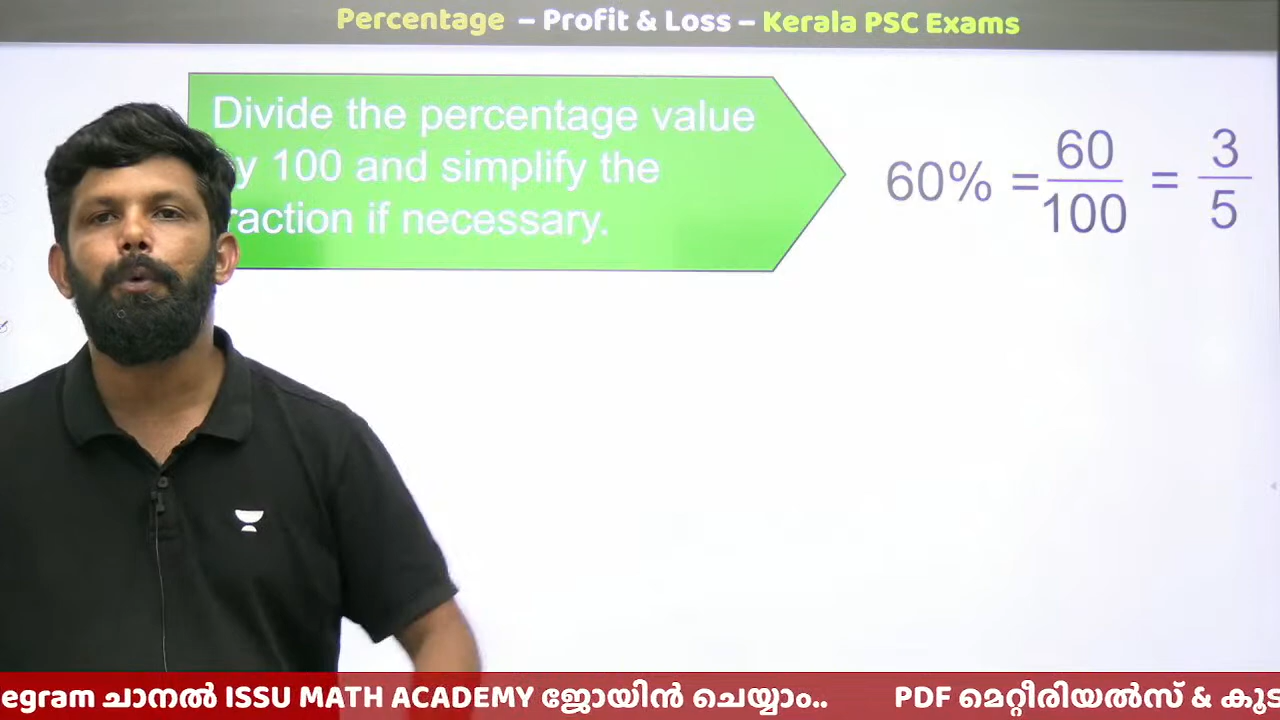 Percentage – Profit & Loss – Kerala PSC Exams
Divide the percentage value
100 and simplify the
if necessary.
60% = 60/100 = 3/5
ചാനൽ ISSU MATH ACADEMY ജോയിൻ ചെയ്യാം.. PDF മെറ്റീരിയൽസ് &